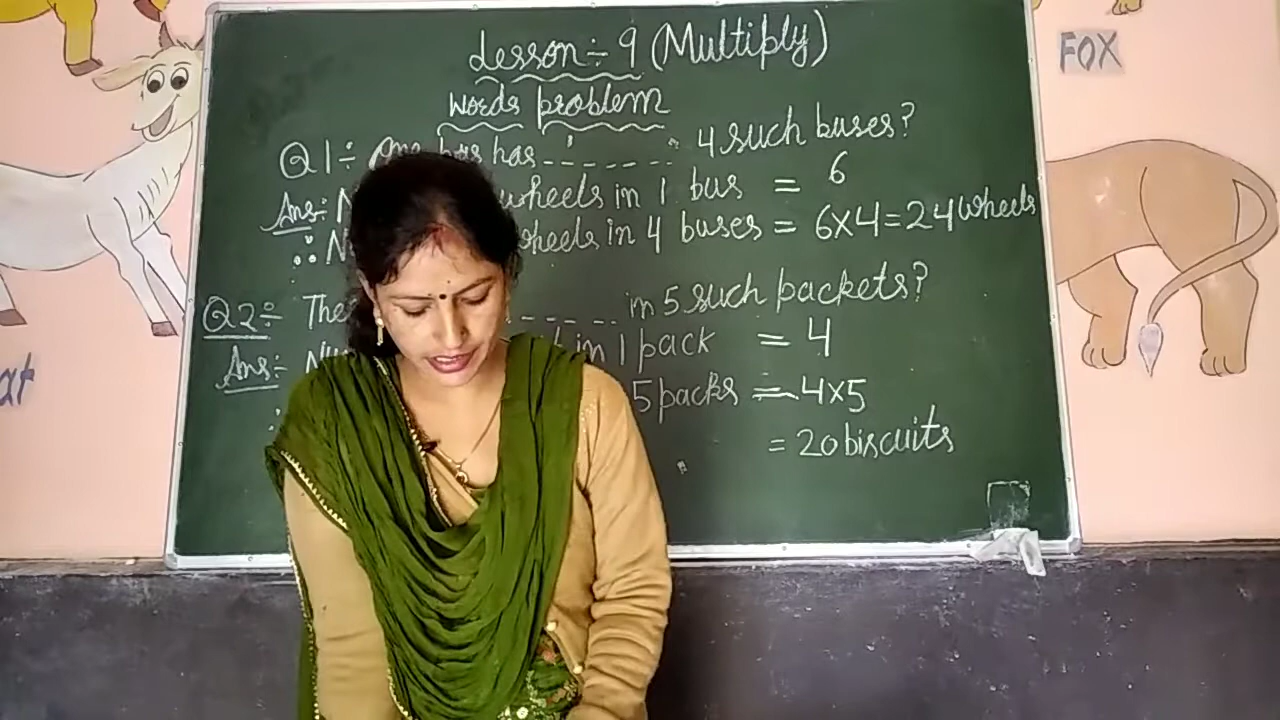 Lesson÷ 9 (Multiply)
Words problem
Q1÷ One bus has ------- 4 such buses?
Ans:- wheels in 1 bus = 6
∴ wheels in 4 buses = 6×4=24 wheels
Q2÷ ---- in 5 such packets?
Ans:- in 1 pack = 4
5 packs = 4×5
= 20 biscuits
FOX